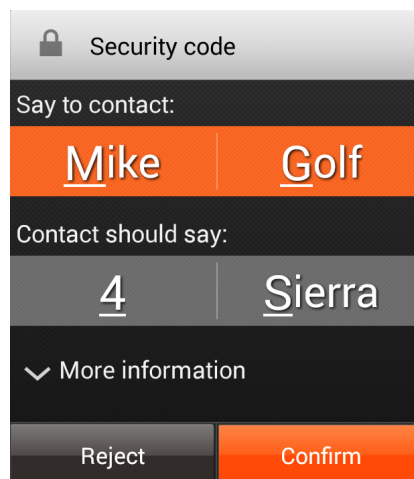 Security code
Say to contact:
Mike Golf
Contact should say:
4 Sierra
More information
Reject Confirm